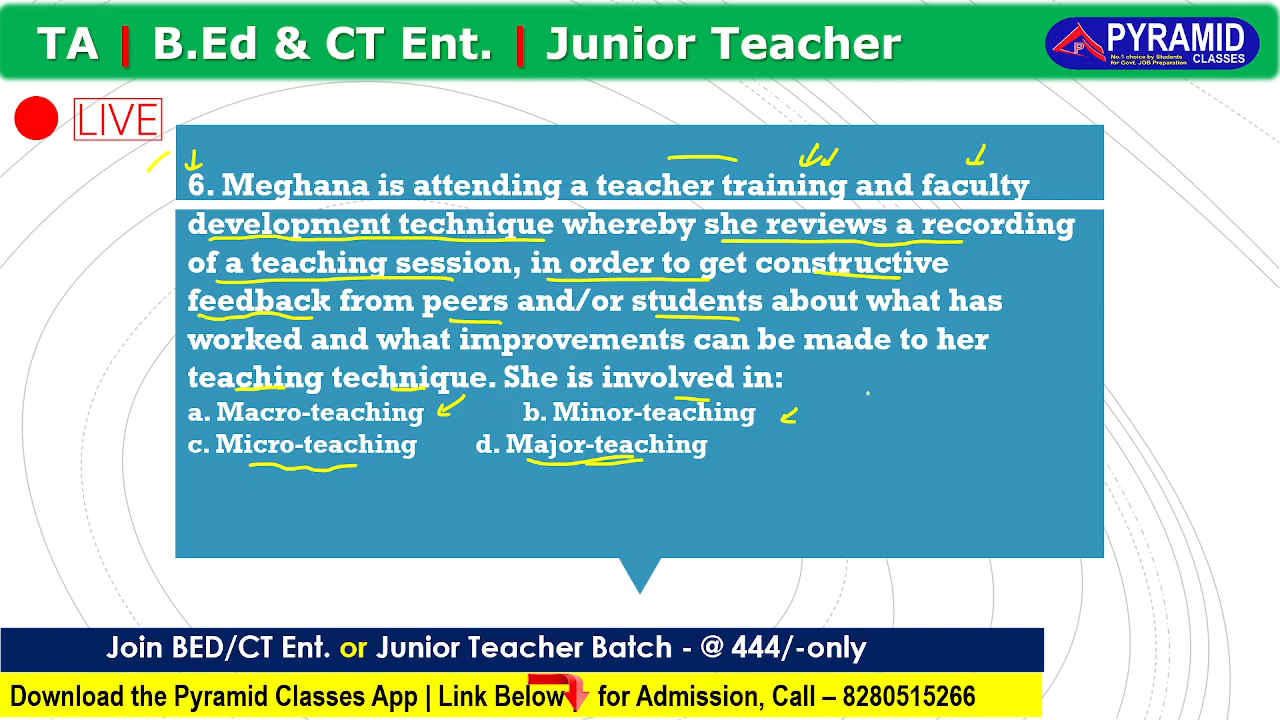 TA | B.Ed & CT Ent. | Junior Teacher
P
PYRAMID
CLASSES
No.1 choice by Students
for Govt. JOB Preparation
LIVE
6. Meghana is attending a teacher training and faculty
development technique whereby she reviews a recording
of a teaching session, in order to get constructive
feedback from peers and/or students about what has
worked and what improvements can be made to her
teaching technique. She is involved in:
a. Macro-teaching b. Minor-teaching
c. Micro-teaching d. Major-teaching
Join BED/CT Ent. or Junior Teacher Batch - @ 444/-only
Download the Pyramid Classes App | Link Below for Admission, Call – 8280515266